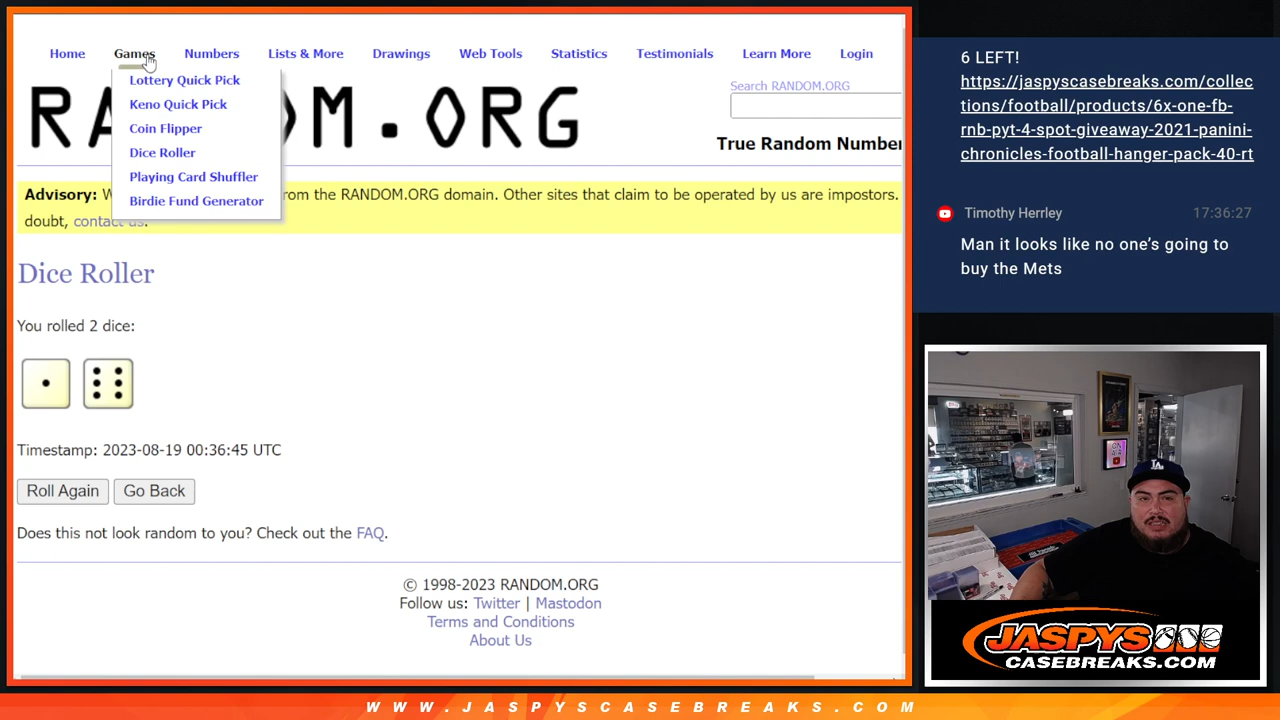 Home Games Numbers Lists & More Drawings Web Tools Statistics Testimonials Learn More Login
Lottery Quick Pick
Keno Quick Pick
Coin Flipper
Dice Roller
Playing Card Shuffler
Birdie Fund Generator
Search RANDOM.ORG
True Random Number
Advisory: W
rom the RANDOM.ORG domain. Other sites that claim to be operated by us are impostors.
doubt, contact us.
Dice Roller
You rolled 2 dice:
Timestamp: 2023-08-19 00:36:45 UTC
Roll Again Go Back
Does this not look random to you? Check out the FAQ.
© 1998-2023 RANDOM.ORG
Follow us: Twitter | Mastodon
Terms and Conditions
About Us
6 LEFT!
https://jaspyscasebreaks.com/collec
tions/football/products/6x-one-fb-
rnb-pyt-4-spot-giveaway-2021-panini-
chronicles-football-hanger-pack-40-rt
Timothy Herrley 17:36:27
Man it looks like no one's going to
buy the Mets
JASPYS
CASEBREAKS.COM
WWW.JASPYSCASEBREAKS.COM